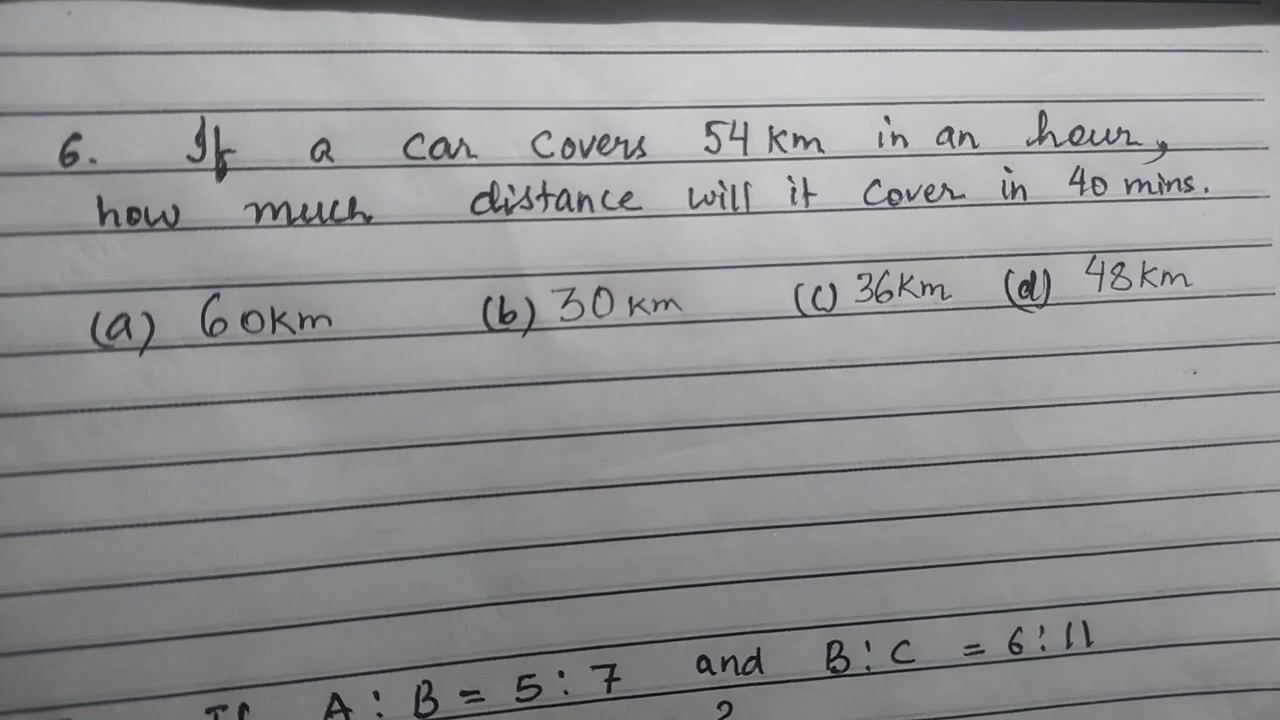 6. If a car covers 54 km in an hour,
how much distance will it cover in 40 mins.
(a) 60km (b) 30 km (c) 36km (d) 48km
If A : B = 5 : 7 and B : C = 6 : 11
?